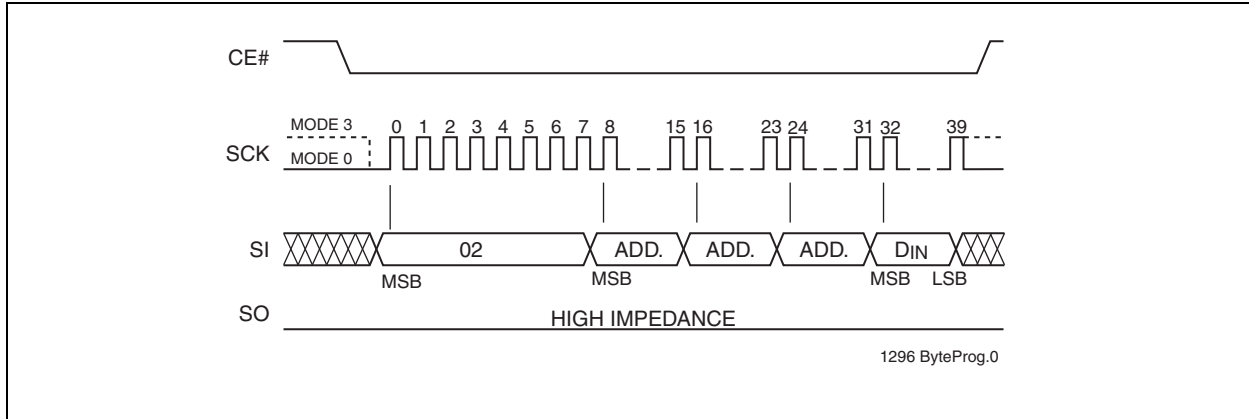 CE#
MODE 3
0 1 2 3 4 5 6 7 8 15 16 23 24 31 32 39
SCK
MODE 0
SI
02
ADD.
ADD.
ADD.
DIN
MSB
MSB
MSB
LSB
SO
HIGH IMPEDANCE
1296 ByteProg.0